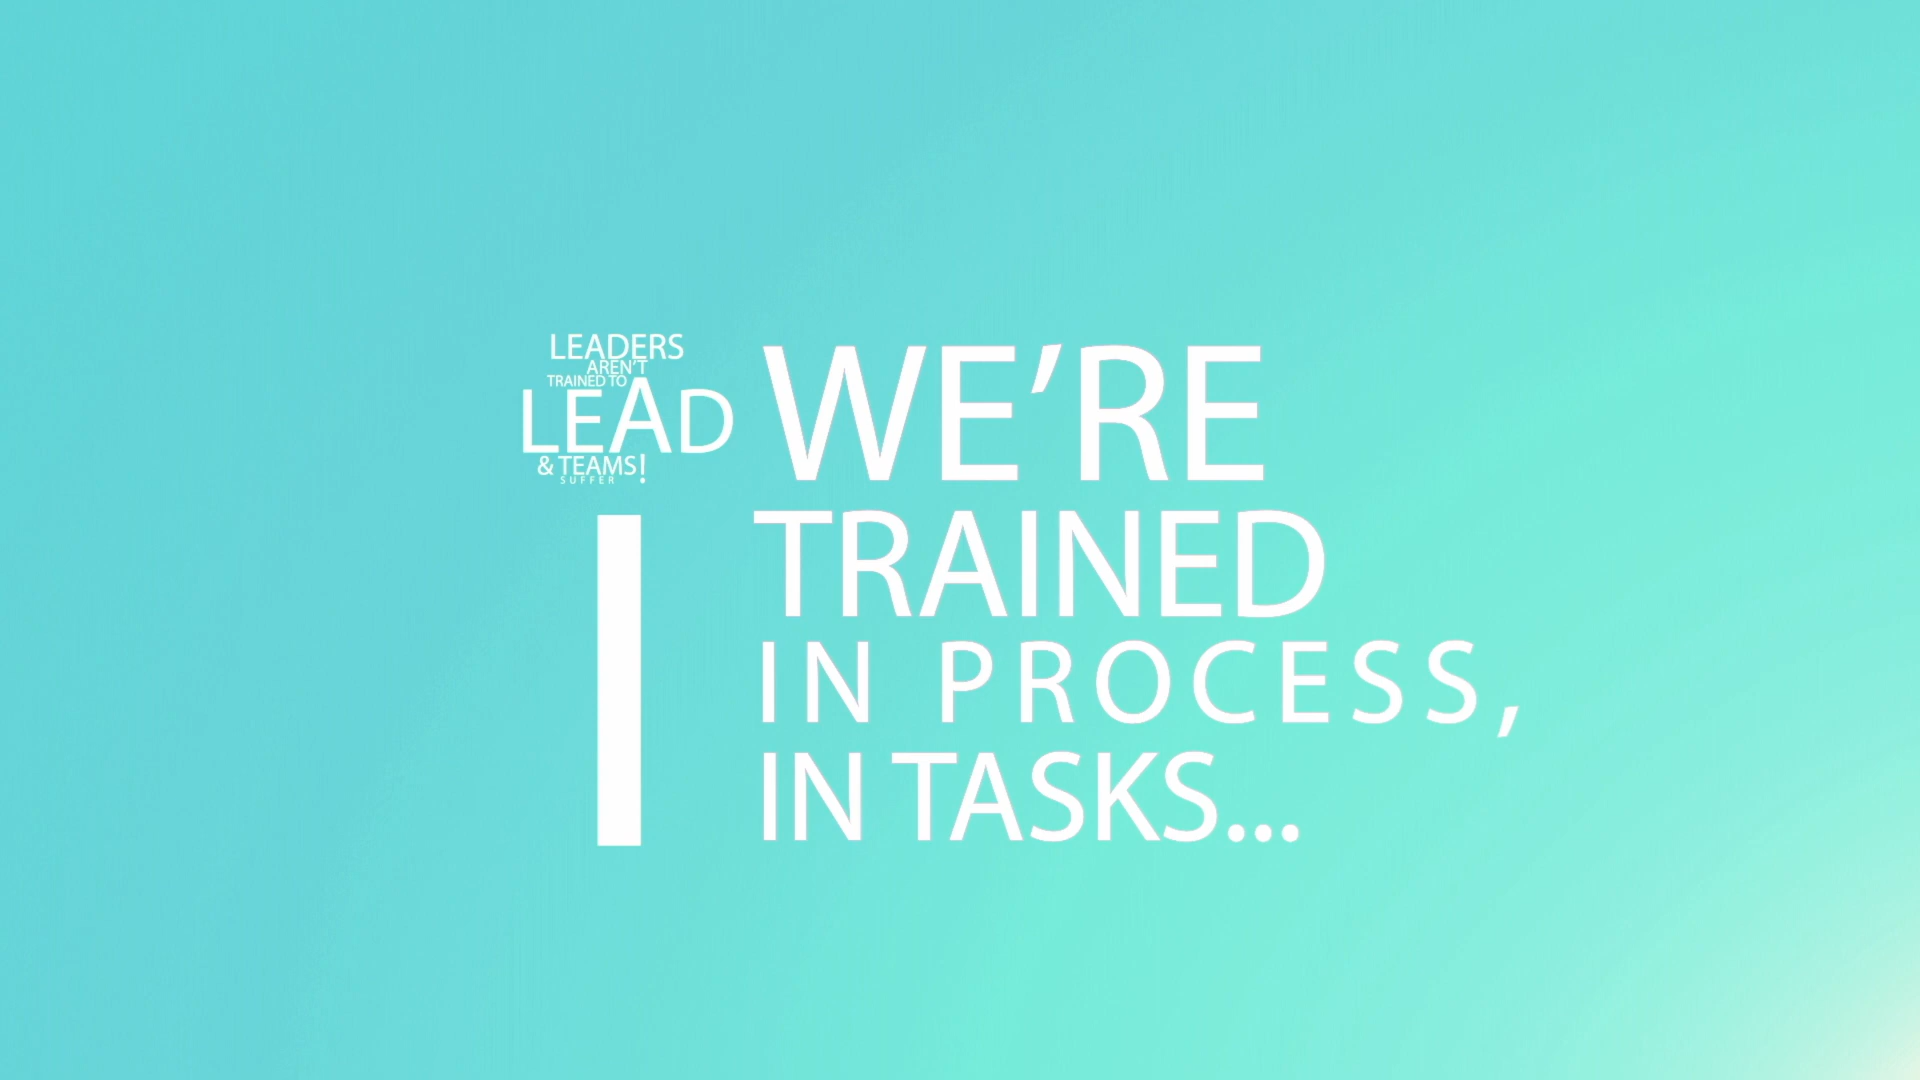 LEADERS
AREN'T
TRAINED TO
LEAD
& TEAMS!
SUFFER
WE'RE
TRAINED
IN PROCESS,
IN TASKS...